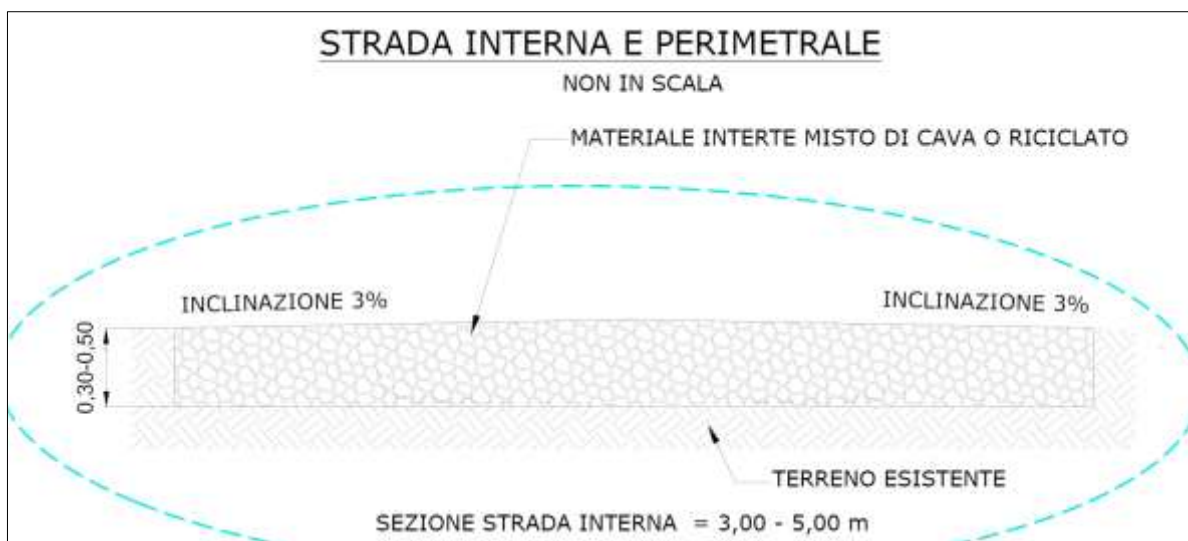 STRADA INTERNA E PERIMETRALE
NON IN SCALA
MATERIALE INTERTE MISTO DI CAVA O RICICLATO
INCLINAZIONE 3%
INCLINAZIONE 3%
0,30-0,50
TERRENO ESISTENTE
SEZIONE STRADA INTERNA = 3,00 - 5,00 m